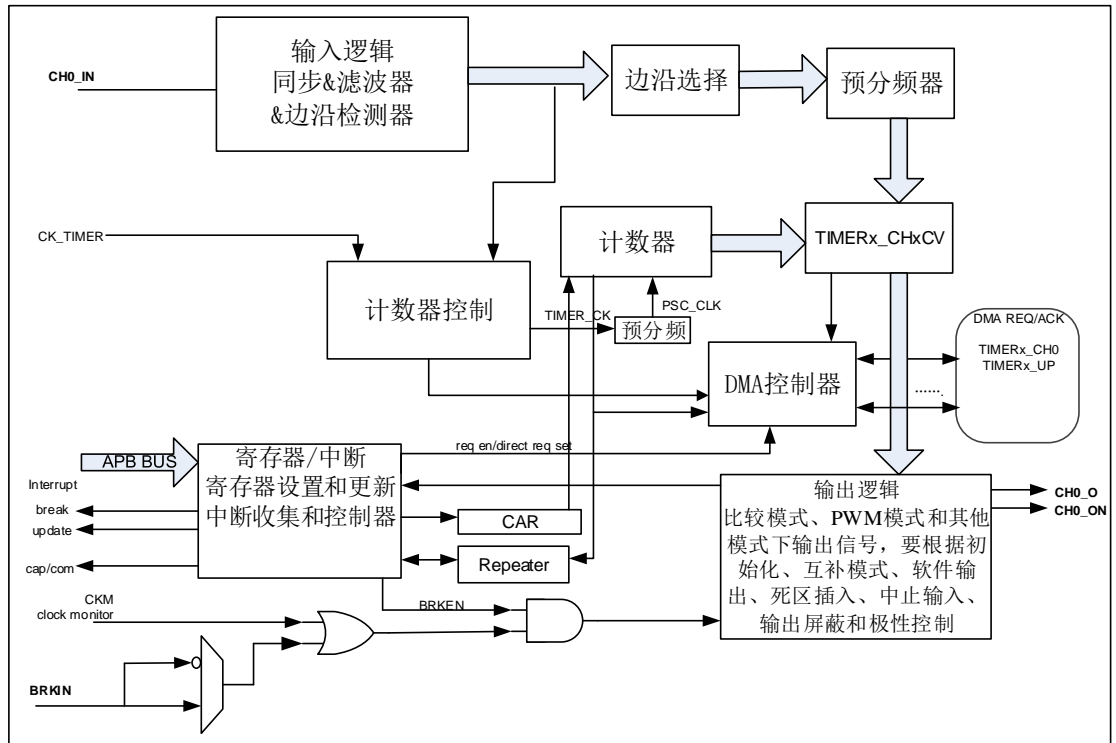 CH0_IN
输入逻辑
同步&滤波器
&边沿检测器
边沿选择
预分频器
CK_TIMER
计数器控制
计数器
TIMERx_CHxCV
TIMER_CK
PSC_CLK
预分频
DMA控制器
DMA REQ/ACK
TIMERx_CH0
TIMERx_UP
.......
APB BUS
寄存器/中断
寄存器设置和更新
中断收集和控制器
req en/direct req set
Interrupt
break
update
cap/com
CAR
Repeater
输出逻辑
比较模式、PWM模式和其他
模式下输出信号，要根据初
始化、互补模式、软件输
出、死区插入、中止输入、
输出屏蔽和极性控制
CH0_O
CH0_ON
CKM
clock monitor
BRKEN
BRKIN